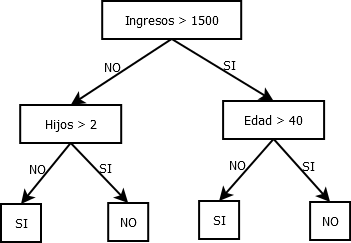 Ingresos > 1500
NO
SI
Hijos > 2
Edad > 40
NO
SI
NO
SI
SI
NO
SI
NO